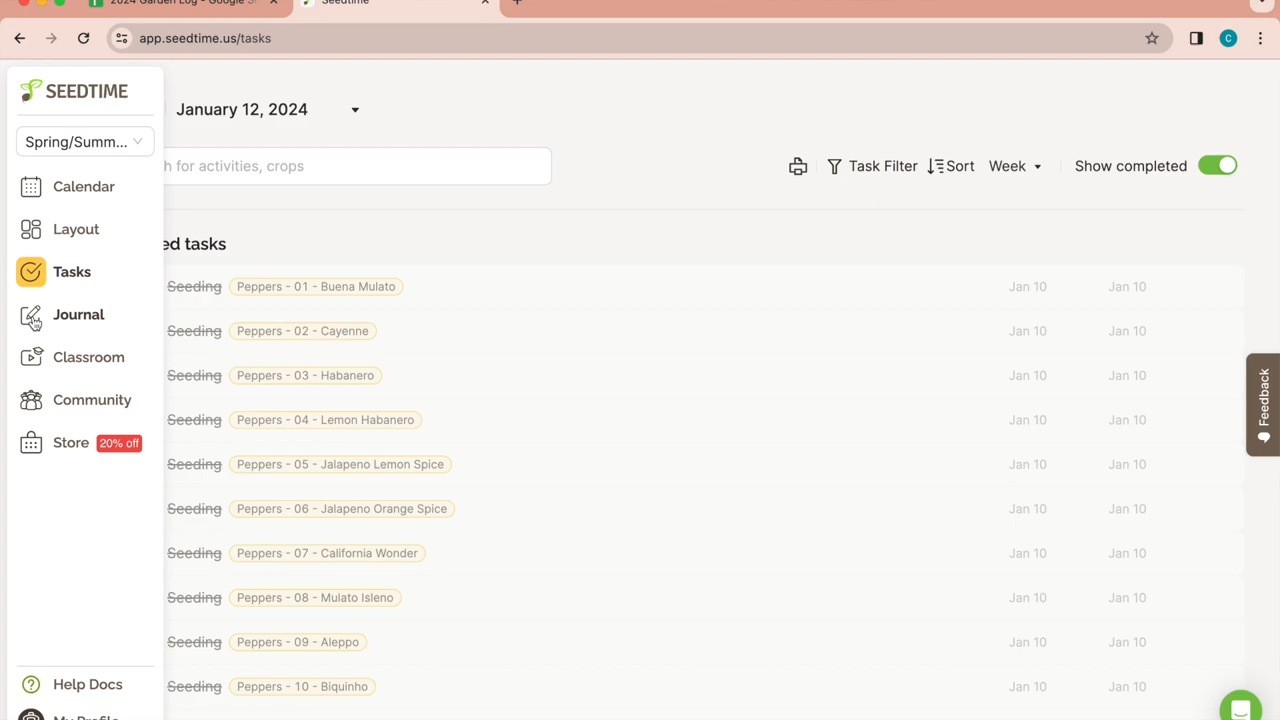 2024 Garden Log - Google S
Seedtime
app.seedtime.us/tasks
C
SEEDTIME
Spring/Summ...
Calendar
Layout
Tasks
Journal
Classroom
Community
Store 20% off
Help Docs
My Profile
January 12, 2024
h for activities, crops
Task Filter Sort Week Show completed
ed tasks
Seeding Peppers - 01 - Buena Mulato Jan 10 Jan 10
Seeding Peppers - 02 - Cayenne Jan 10 Jan 10
Seeding Peppers - 03 - Habanero Jan 10 Jan 10
Seeding Peppers - 04 - Lemon Habanero Jan 10 Jan 10
Seeding Peppers - 05 - Jalapeno Lemon Spice Jan 10 Jan 10
Seeding Peppers - 06 - Jalapeno Orange Spice Jan 10 Jan 10
Seeding Peppers - 07 - California Wonder Jan 10 Jan 10
Seeding Peppers - 08 - Mulato Isleno Jan 10 Jan 10
Seeding Peppers - 09 - Aleppo Jan 10 Jan 10
Seeding Peppers - 10 - Biquinho Jan 10 Jan 10
Feedback